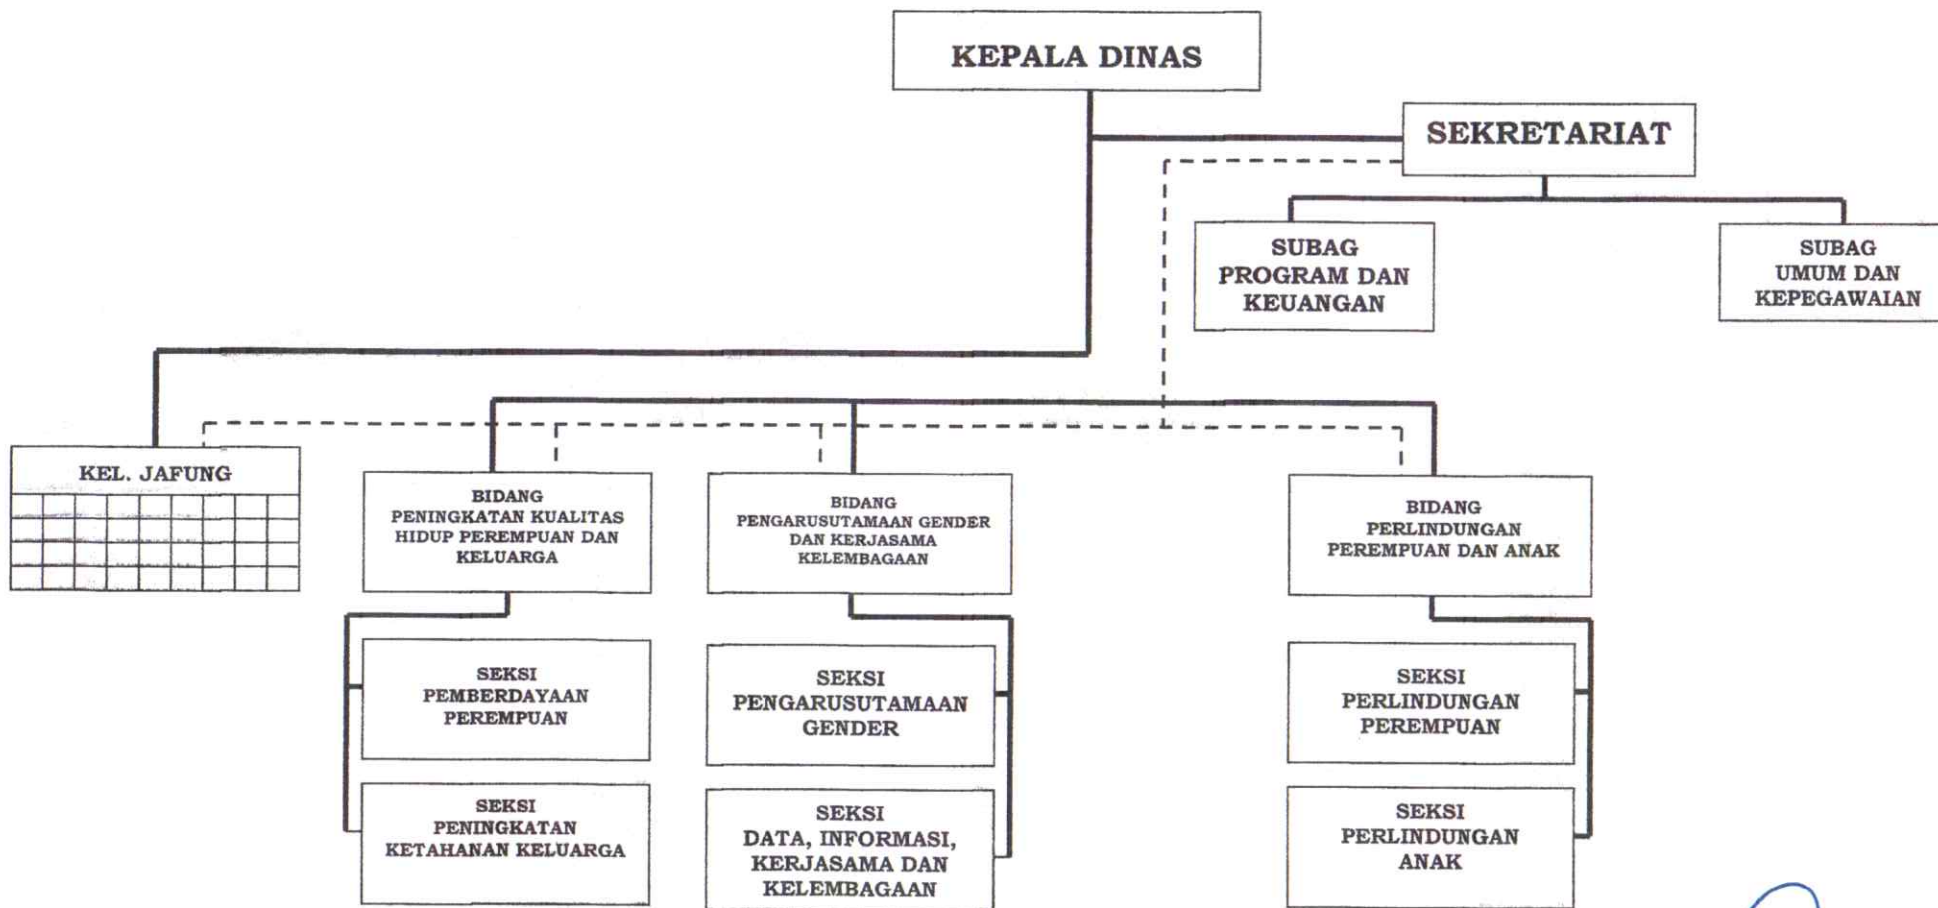 KEPALA DINAS
SEKRETARIAT
SUBAG
PROGRAM DAN
KEUANGAN
SUBAG
UMUM DAN
KEPEGAWAIAN
KEL. JAFUNG
BIDANG
PENINGKATAN KUALITAS
HIDUP PEREMPUAN DAN
KELUARGA
BIDANG
PENGARUSUTAMAAN GENDER
DAN KERJASAMA
KELEMBAGAAN
BIDANG
PERLINDUNGAN
PEREMPUAN DAN ANAK
SEKSI
PEMBERDAYAAN
PEREMPUAN
SEKSI
PENGARUSUTAMAAN
GENDER
SEKSI
PERLINDUNGAN
PEREMPUAN
SEKSI
PENINGKATAN
KETAHANAN KELUARGA
SEKSI
DATA, INFORMASI,
KERJASAMA DAN
KELEMBAGAAN
SEKSI
PERLINDUNGAN
ANAK